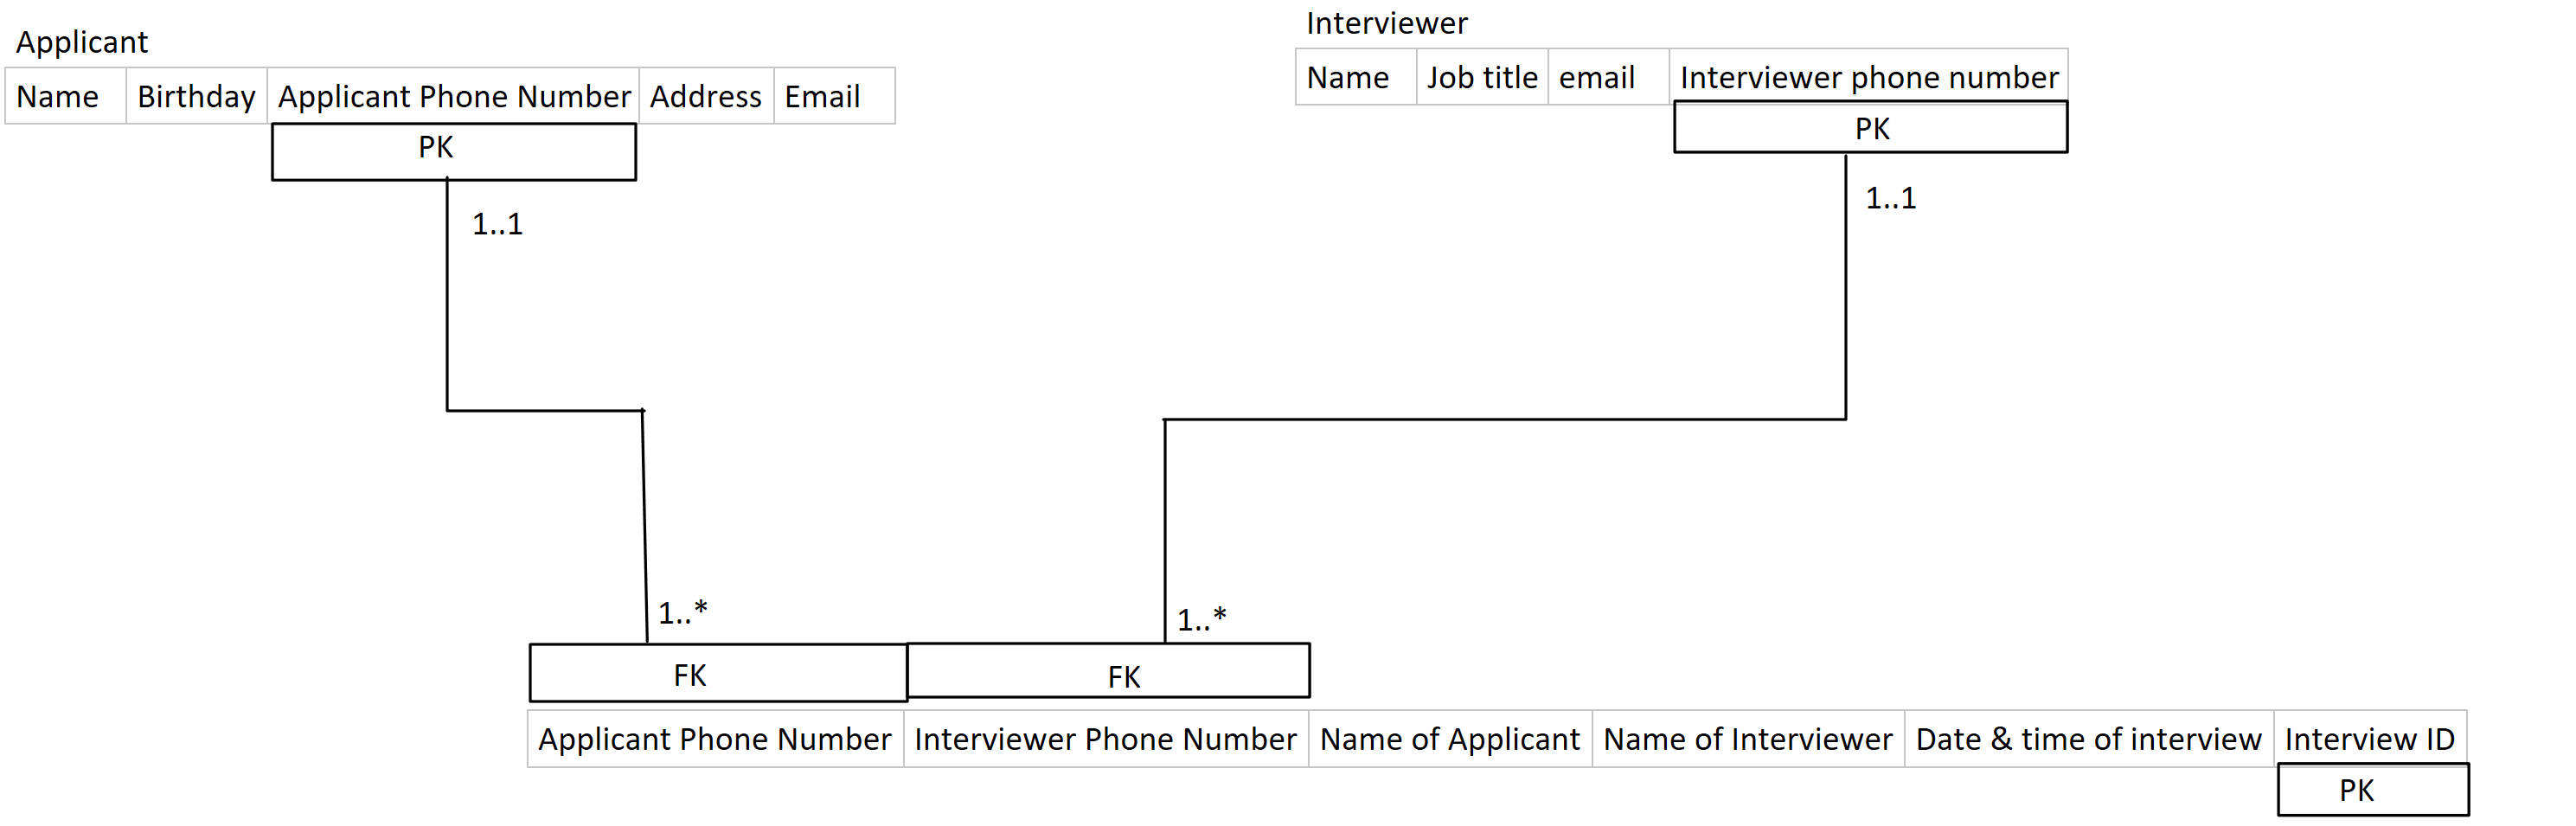 Applicant
Name Birthday Applicant Phone Number Address Email
PK
1..1
Interviewer
Name Job title email Interviewer phone number
PK
1..1
1..*
1..*
FK FK
Applicant Phone Number Interviewer Phone Number Name of Applicant Name of Interviewer Date & time of interview Interview ID
PK